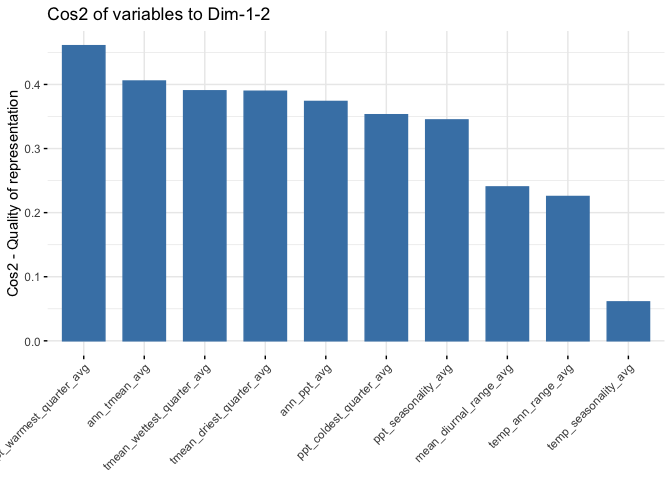 Cos2 of variables to Dim-1-2
Cos2 - Quality of representation
0.4
0.3
0.2
0.1
0.0
t_warmest_quarter_avg
ann_tmean_avg
tmean_wettest_quarter_avg
tmean_driest_quarter_avg
ann_ppt_avg
ppt_coldest_quarter_avg
ppt_seasonality_avg
mean_diurnal_range_avg
temp_ann_range_avg
temp_seasonality_avg